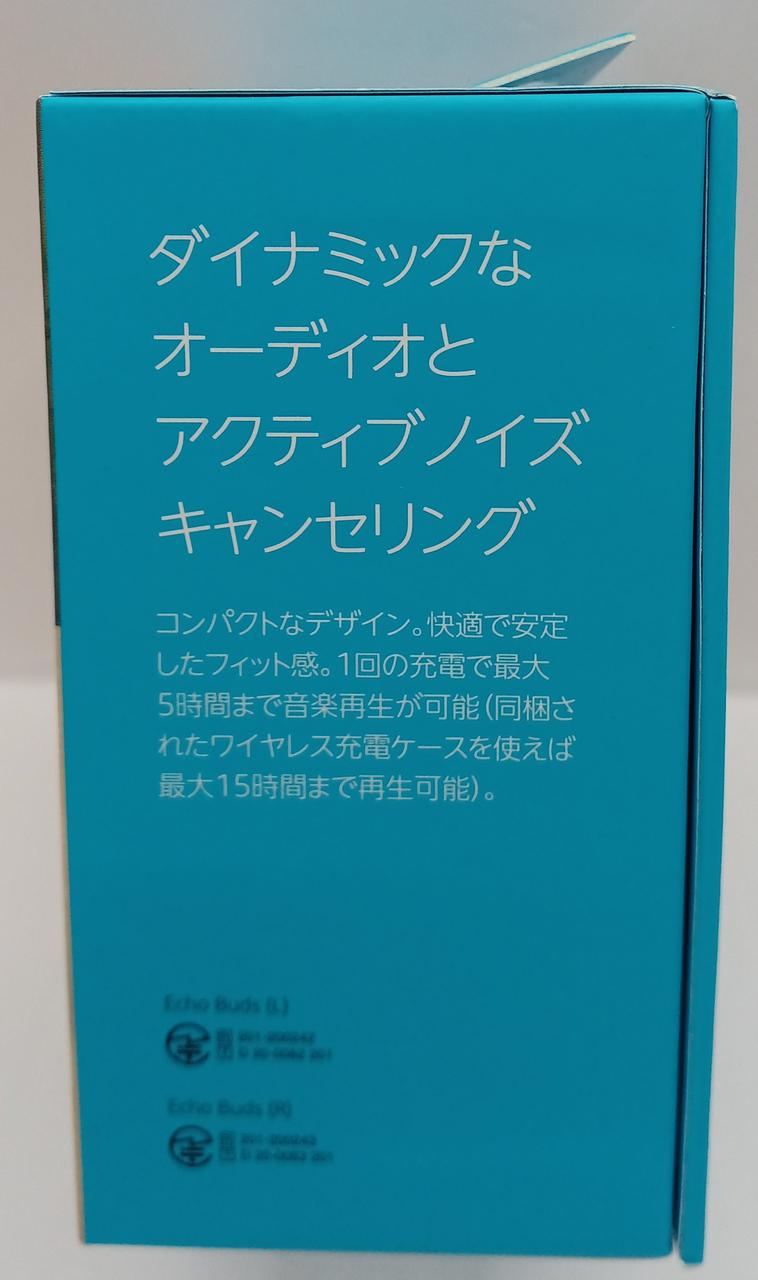 ダイナミックな
オーディオと
アクティブノイズ
キャンセリング
コンパクトなデザイン。快適で安定
したフィット感。1回の充電で最大
5時間まで音楽再生が可能(同梱さ
れたワイヤレス充電ケースを使えば
最大15時間まで再生可能)。
Echo Buds (L)
Echo Buds (R)